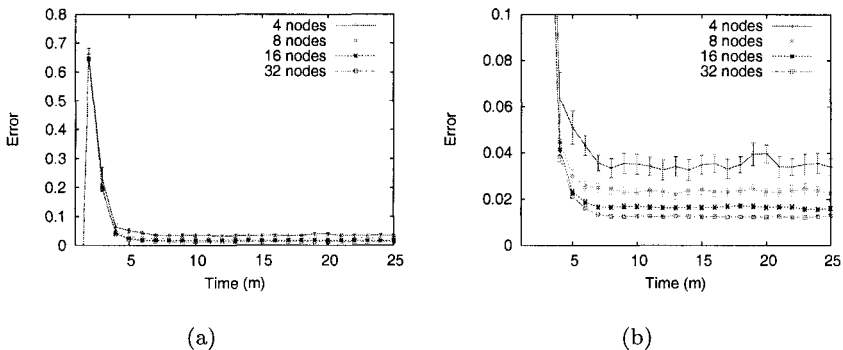 0.8
0.7
0.6
0.5
0.4
0.3
0.2
0.1
0
Error
4 nodes
8 nodes
16 nodes
32 nodes
5
10
15
20
25
Time (m)
(a)
0.1
0.08
0.06
0.04
0.02
0
Error
4 nodes
8 nodes
16 nodes
32 nodes
5
10
15
20
25
Time (m)
(b)